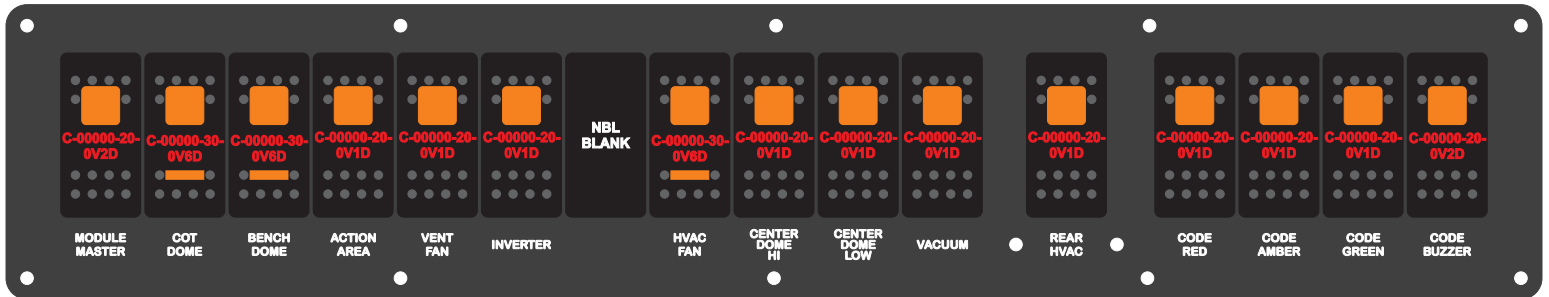 C-00000-20-
0V2D
C-00000-30-
0V6D
C-00000-30-
0V6D
C-00000-20-
0V1D
C-00000-20-
0V1D
C-00000-20-
0V1D
NBL
BLANK
C-00000-30-
0V6D
C-00000-20-
0V1D
C-00000-20-
0V1D
C-00000-20-
0V1D
C-00000-20-
0V1D
C-00000-20-
0V1D
C-00000-20-
0V1D
C-00000-20-
0V1D
C-00000-20-
0V2D
MODULE
MASTER
COT
DOME
BENCH
DOME
ACTION
AREA
VENT
FAN
INVERTER
HVAC
FAN
CENTER
DOME
HI
CENTER
DOME
LOW
VACUUM
REAR
HVAC
CODE
RED
CODE
AMBER
CODE
GREEN
CODE
BUZZER